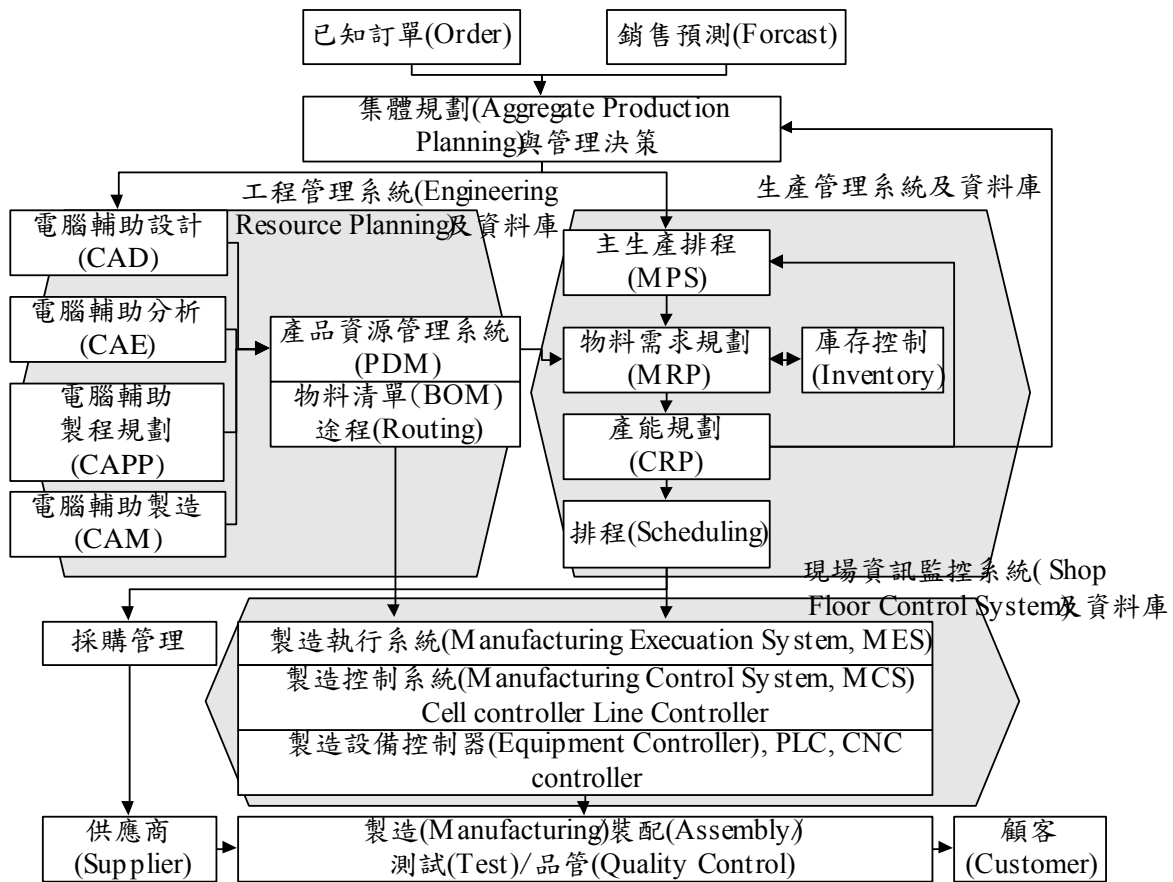 已知訂單(Order)
銷售預測(Forcast)
集體規劃(Aggregate Production
Planning)與管理決策
工程管理系統(Engineering
Resource Planning)及資料庫
生產管理系統及資料庫
電腦輔助設計
(CAD)
電腦輔助分析
(CAE)
電腦輔助
製程規劃
(CAPP)
電腦輔助製造
(CAM)
產品資源管理系統
(PDM)
物料清單(BOM)
途程(Routing)
主生產排程
(MPS)
物料需求規劃
(MRP)
庫存控制
(Inventory)
產能規劃
(CRP)
排程(Scheduling)
現場資訊監控系統( Shop
Floor Control System)及資料庫
採購管理
製造執行系統(Manufacturing Execuation System, MES)
製造控制系統(Manufacturing Control System, MCS)
Cell controller Line Controller
製造設備控制器(Equipment Controller), PLC, CNC
controller
供應商
(Supplier)
製造(Manufacturing)/裝配(Assembly)/
測試(Test)/品管(Quality Control)
顧客
(Customer)